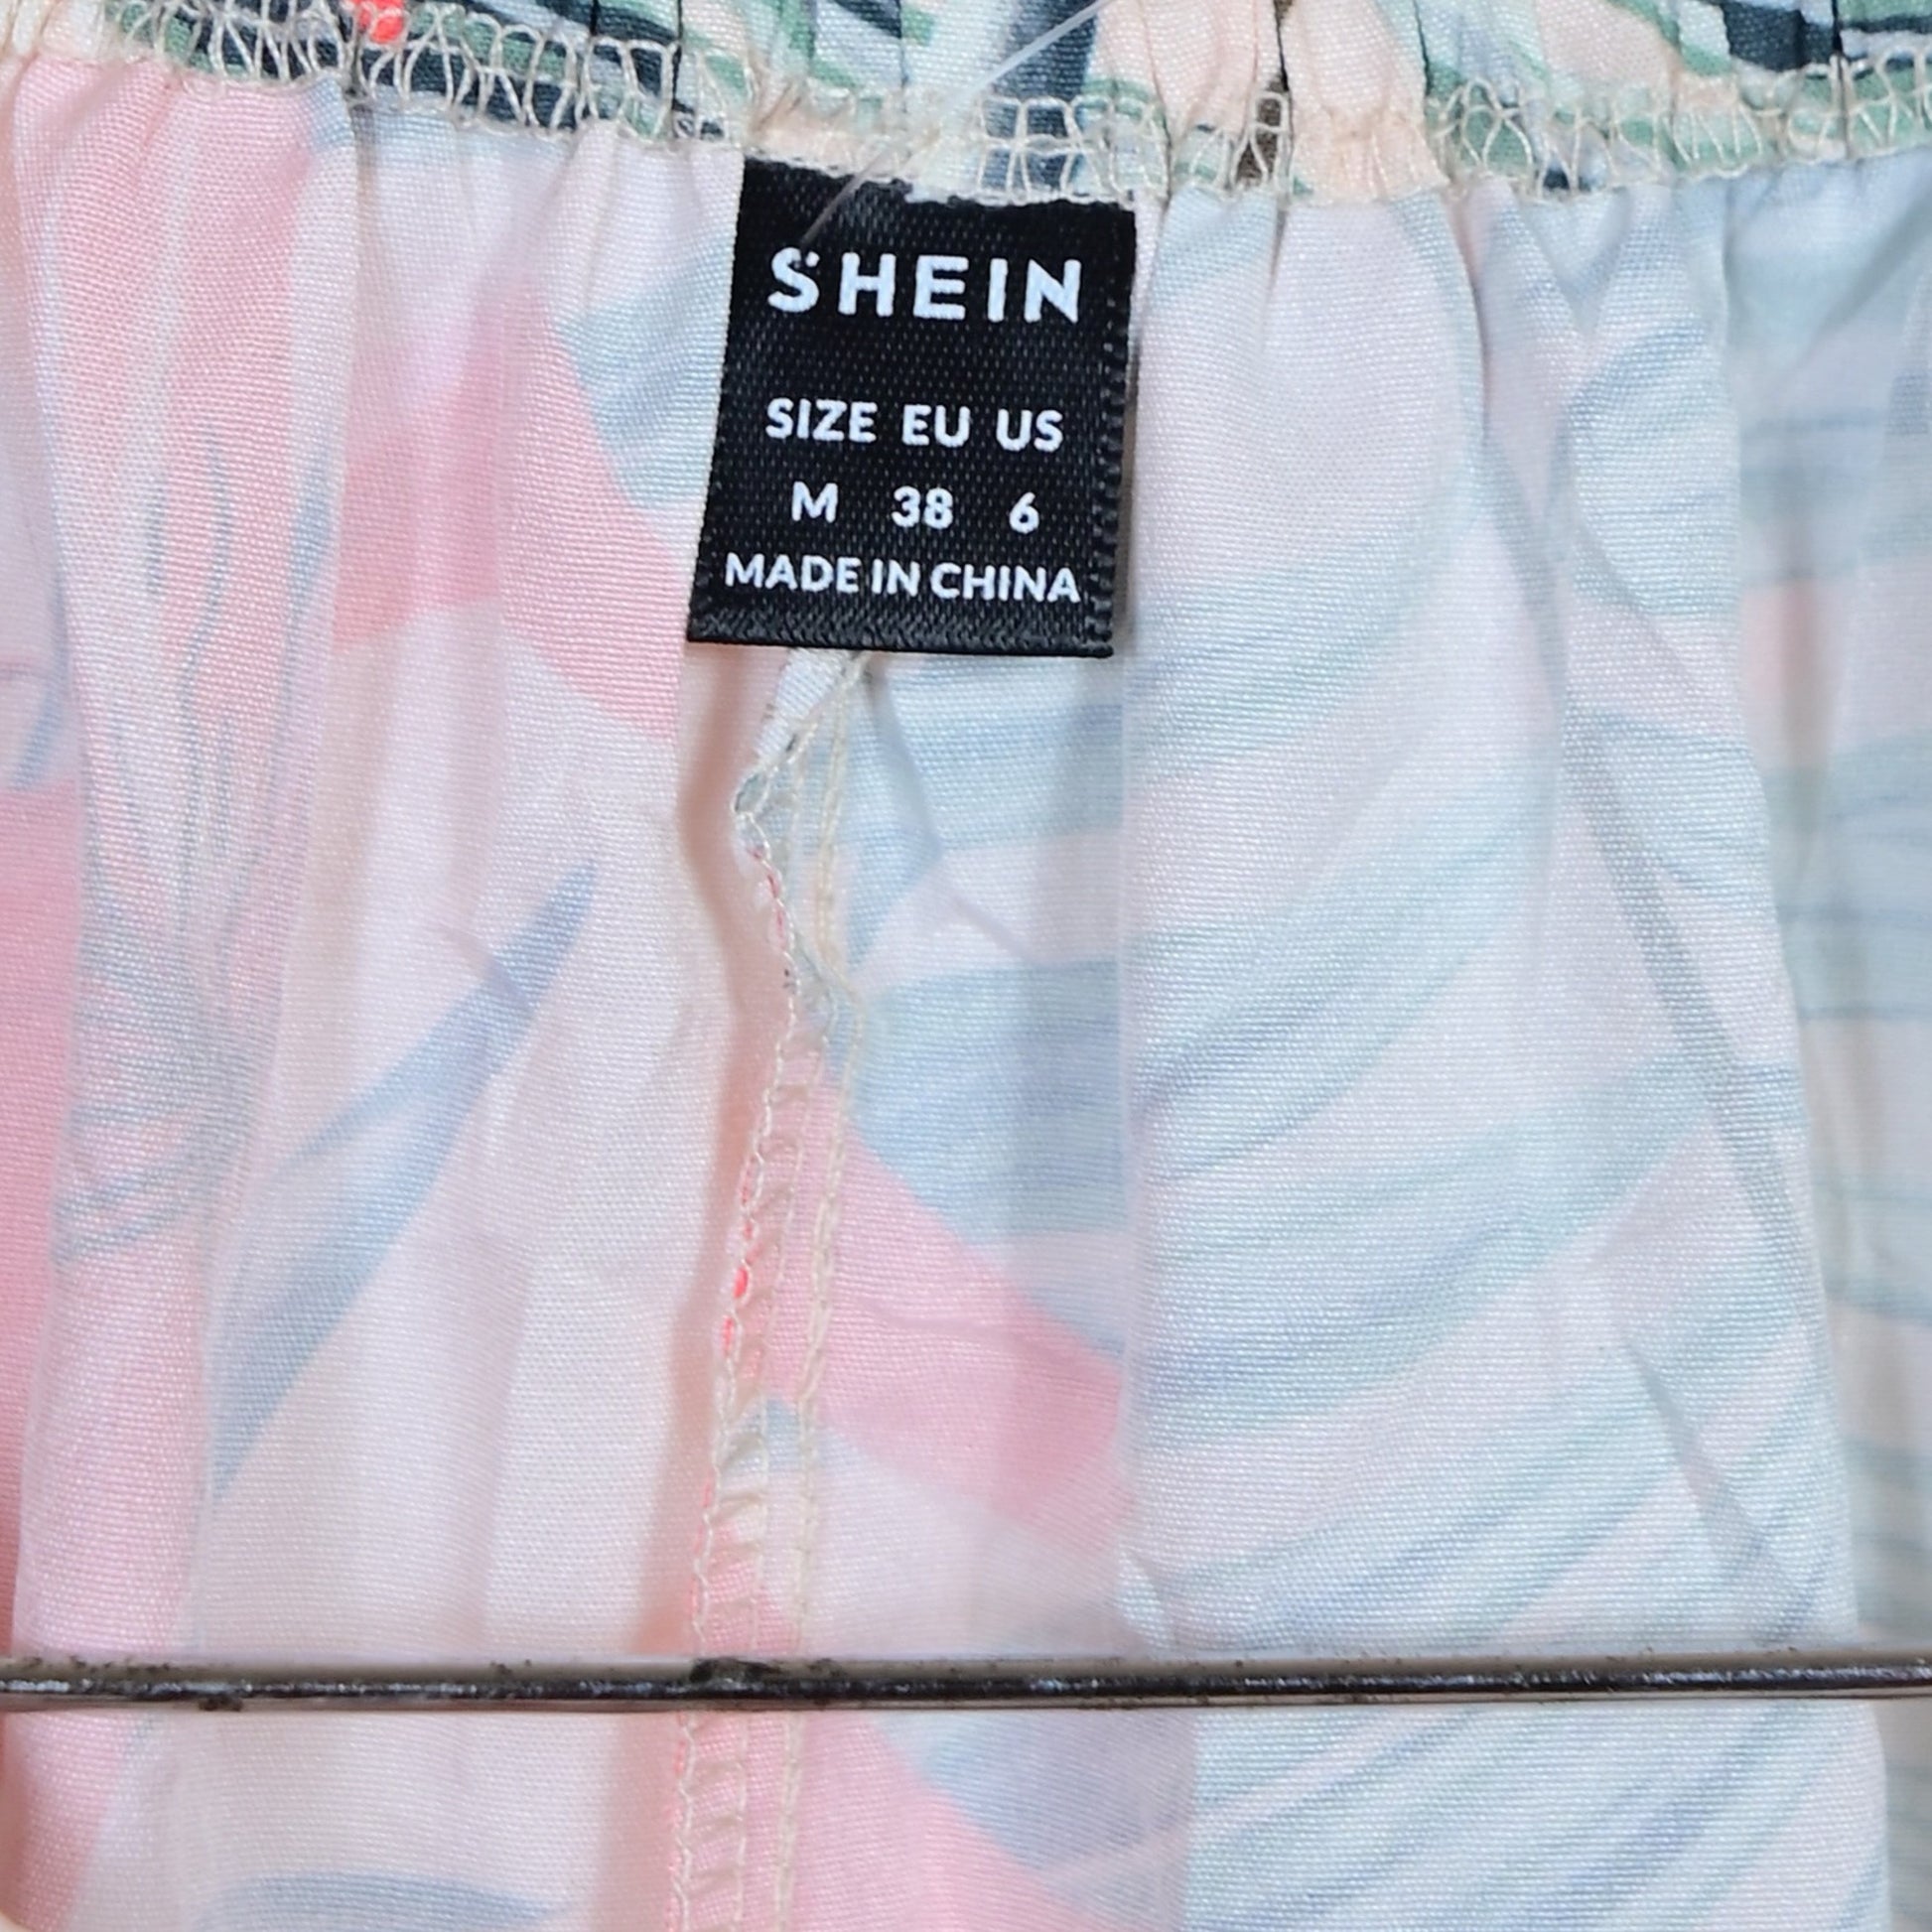 SHEIN
SIZE EU US
M 38 6
MADE IN CHINA